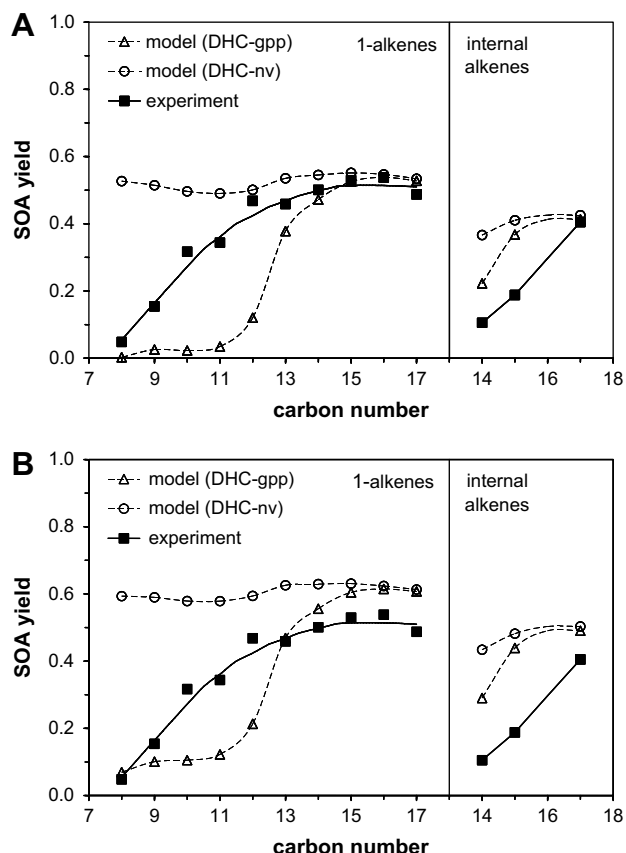 A
1.0
0.8
0.6
0.4
0.2
0.0
SOA yield
model (DHC-gpp)
model (DHC-nv)
experiment
1-alkenes
internal
alkenes
7 9 11 13 15 17 14 16 18
carbon number
B
1.0
0.8
0.6
0.4
0.2
0.0
SOA yield
model (DHC-gpp)
model (DHC-nv)
experiment
1-alkenes
internal
alkenes
7 9 11 13 15 17 14 16 18
carbon number